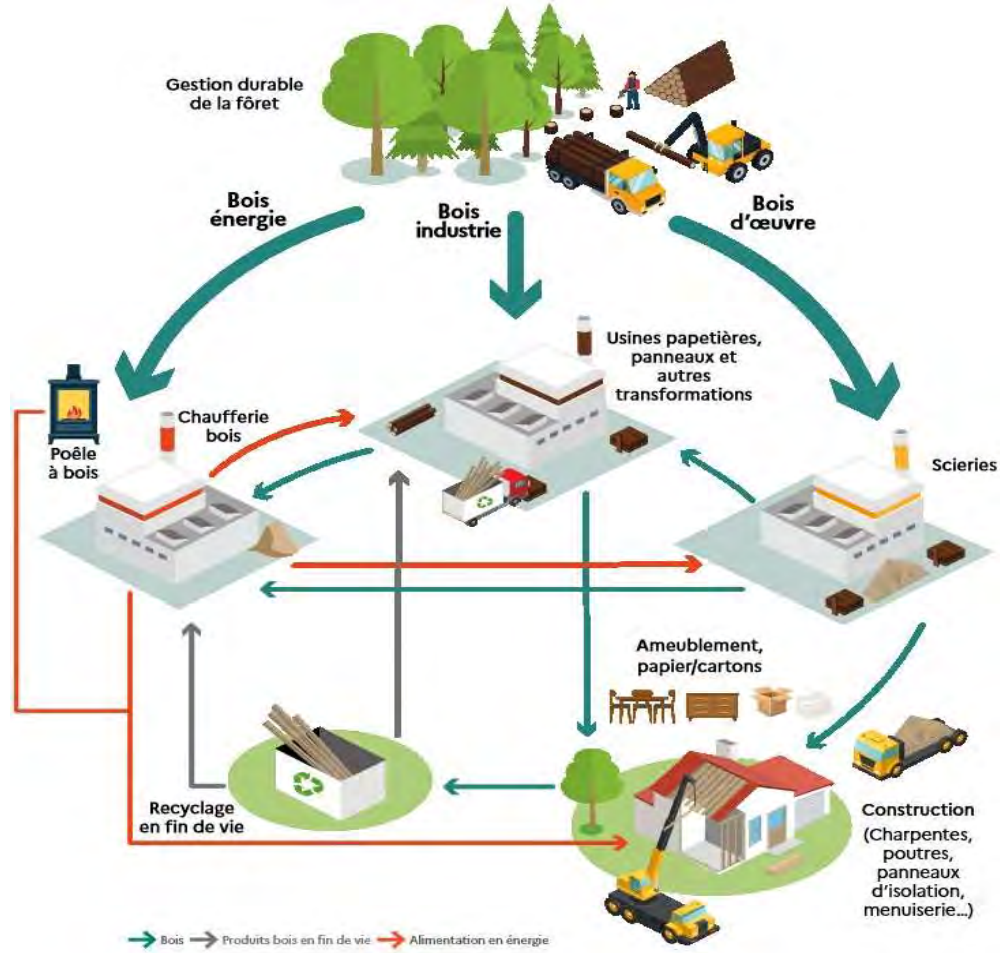 Gestion durable
de la fôret
Bois
énergie
Bois
industrie
Bois
d'œuvre
Usines papetières,
panneaux et
autres
transformations
Chaufferie
bois
Poêle
à bois
Scieries
Ameublement,
papier/cartons
Recyclage
en fin de vie
Construction
(Charpentes,
poutres,
panneaux
d'isolation,
menuiserie...)
Bois
Produits bois en fin de vie
Alimentation en énergie